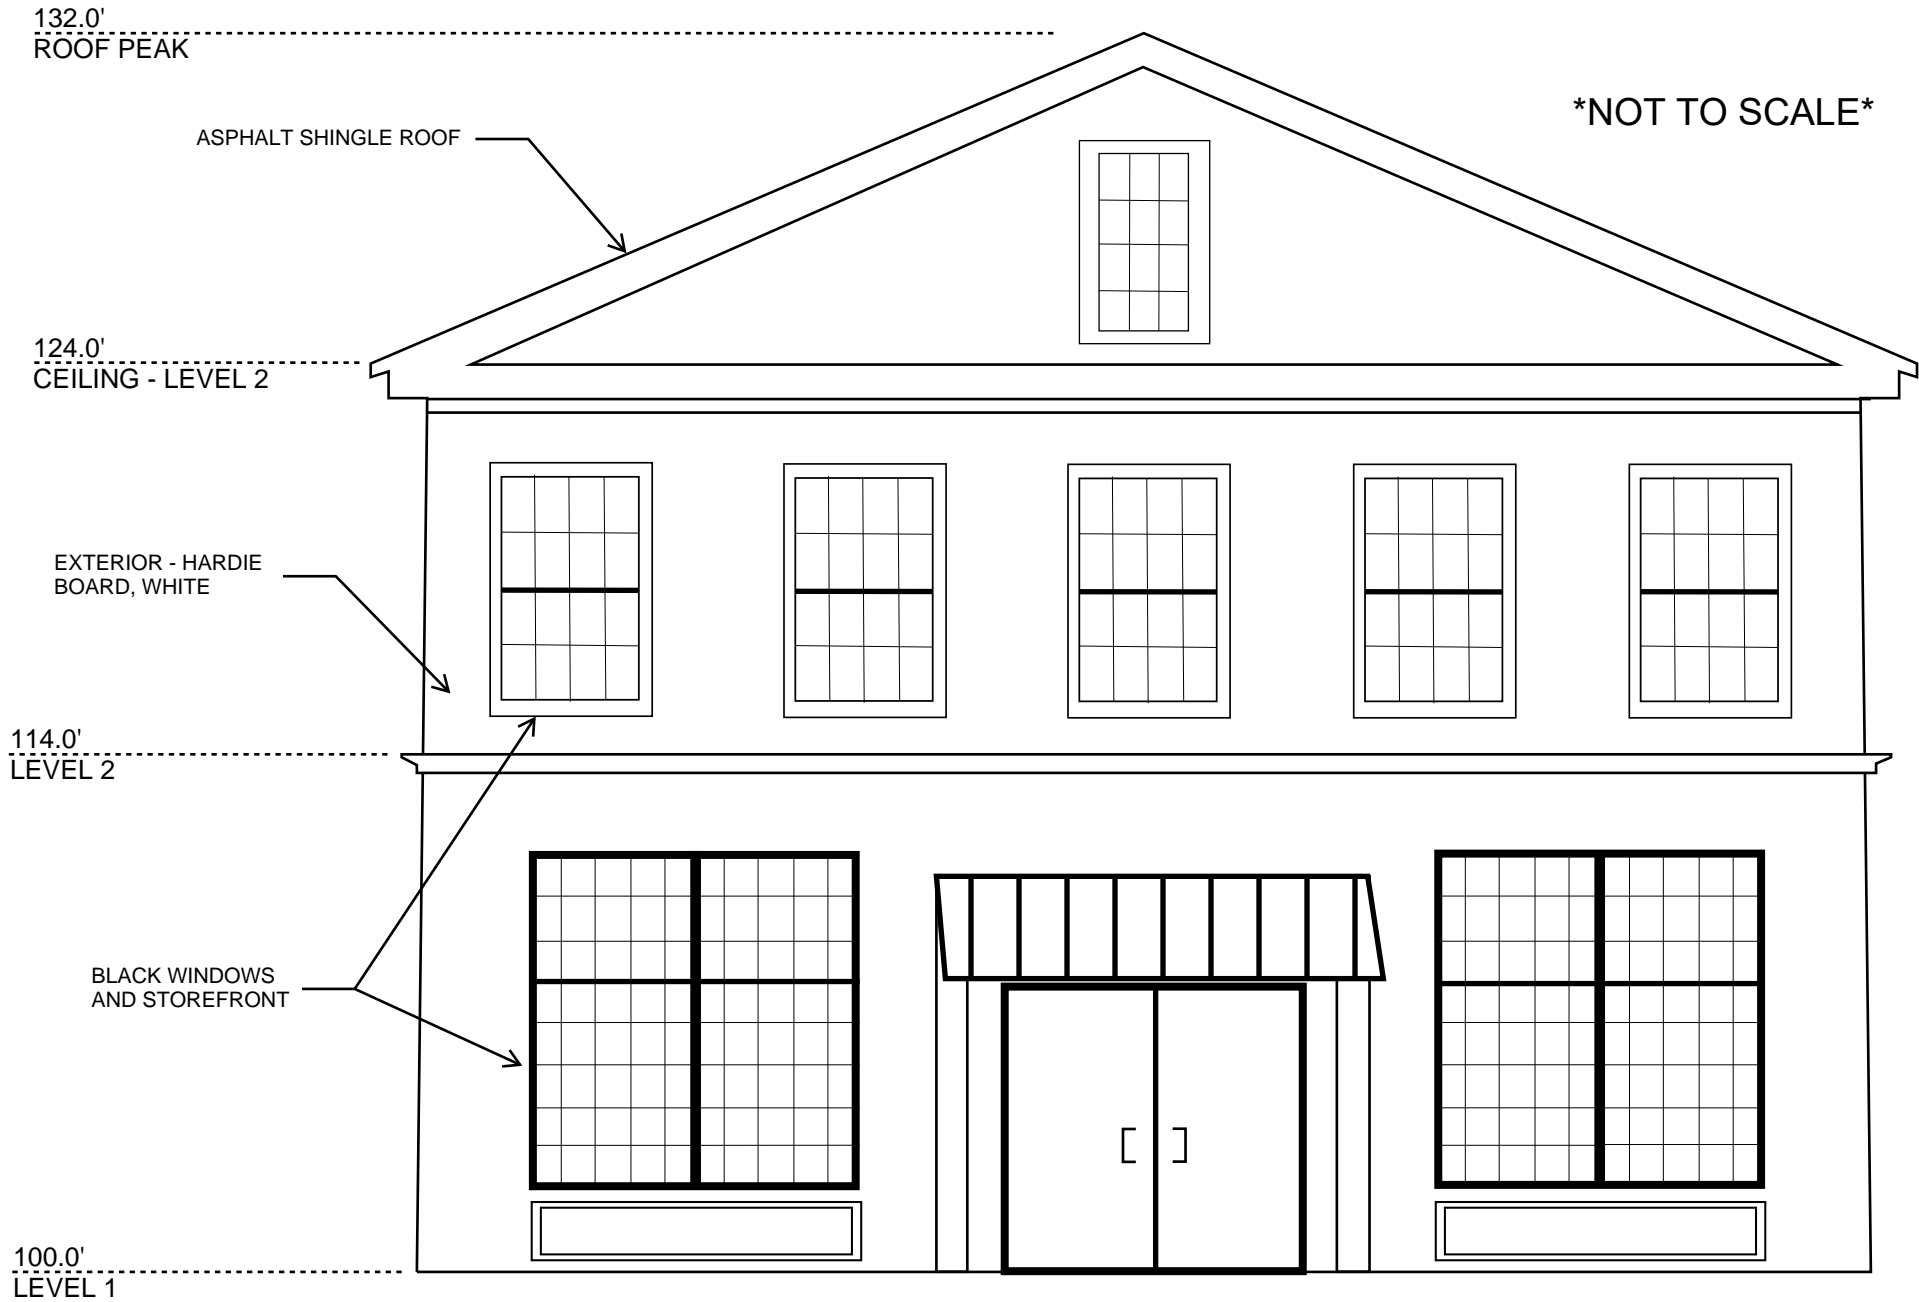 132.0'
ROOF PEAK
*NOT TO SCALE*
ASPHALT SHINGLE ROOF
124.0'
CEILING - LEVEL 2
EXTERIOR - HARDIE
BOARD, WHITE
114.0'
LEVEL 2
BLACK WINDOWS
AND STOREFRONT
100.0'
LEVEL 1